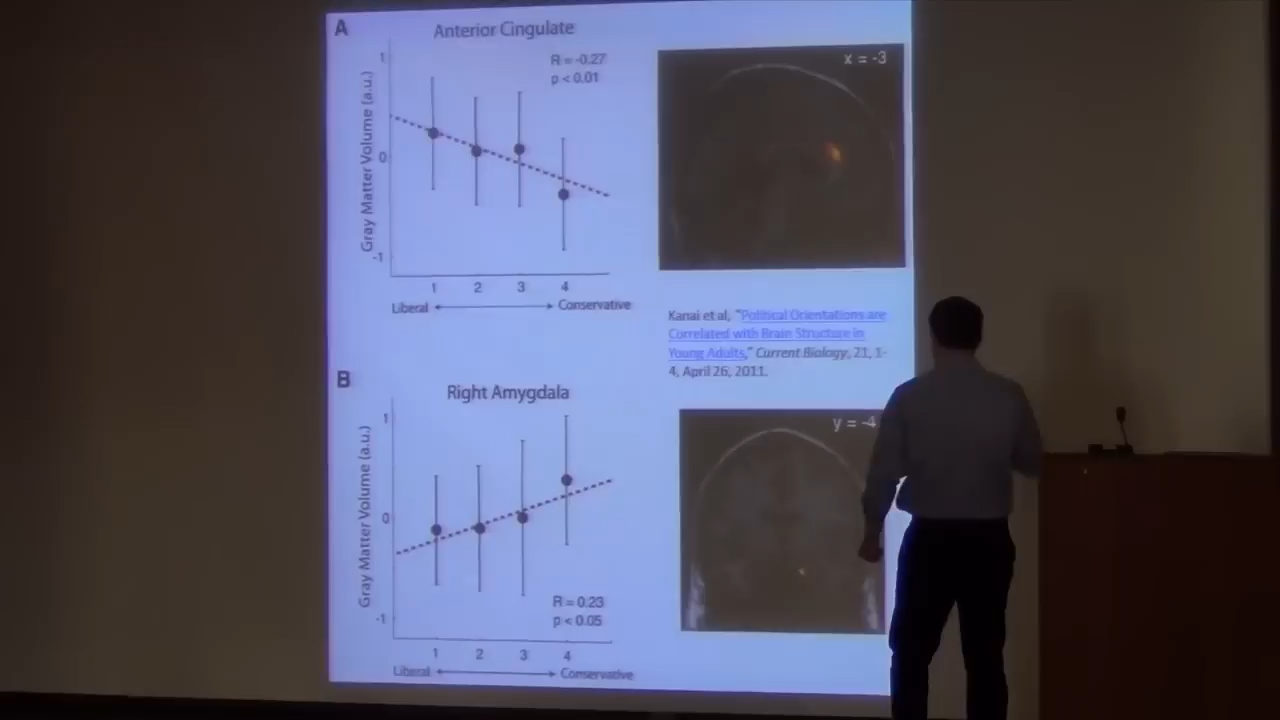 A
Anterior Cingulate
R = -0.27
p < 0.01
Gray Matter Volume (a.u.)
1
0
-1
1 2 3 4
Liberal Conservative
x = -3
Kanai et al, "Political Orientations are
Correlated with Brain Structure in
Young Adults," Current Biology, 21, 1-
4, April 26, 2011.
B
Right Amygdala
Gray Matter Volume (a.u.)
1
0
-1
R = 0.23
p < 0.05
1 2 3 4
Liberal Conservative
y = -4